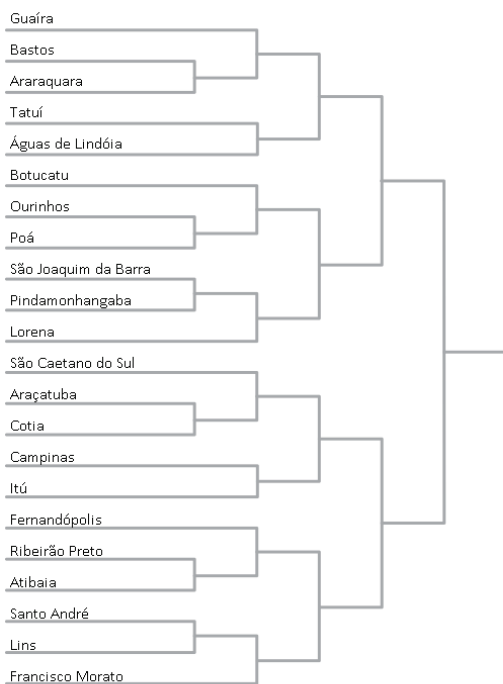 Guaíra
Bastos
Araraquara
Tatuí
Águas de Lindóia
Botucatu
Ourinhos
Poá
São Joaquim da Barra
Pindamonhangaba
Lorena
São Caetano do Sul
Araçatuba
Cotia
Campinas
Itú
Fernandópolis
Ribeirão Preto
Atibaia
Santo André
Lins
Francisco Morato